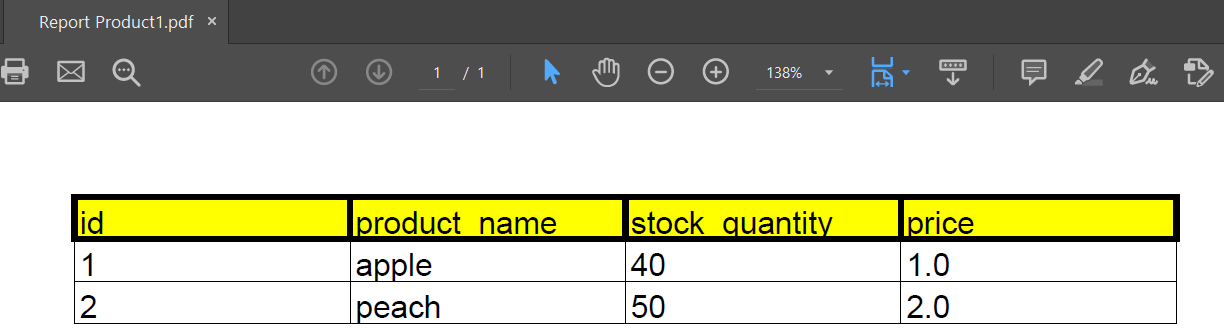 Report Product1.pdf ×
1 / 1 138%
id product_name stock_quantity price
1 apple 40 1.0
2 peach 50 2.0